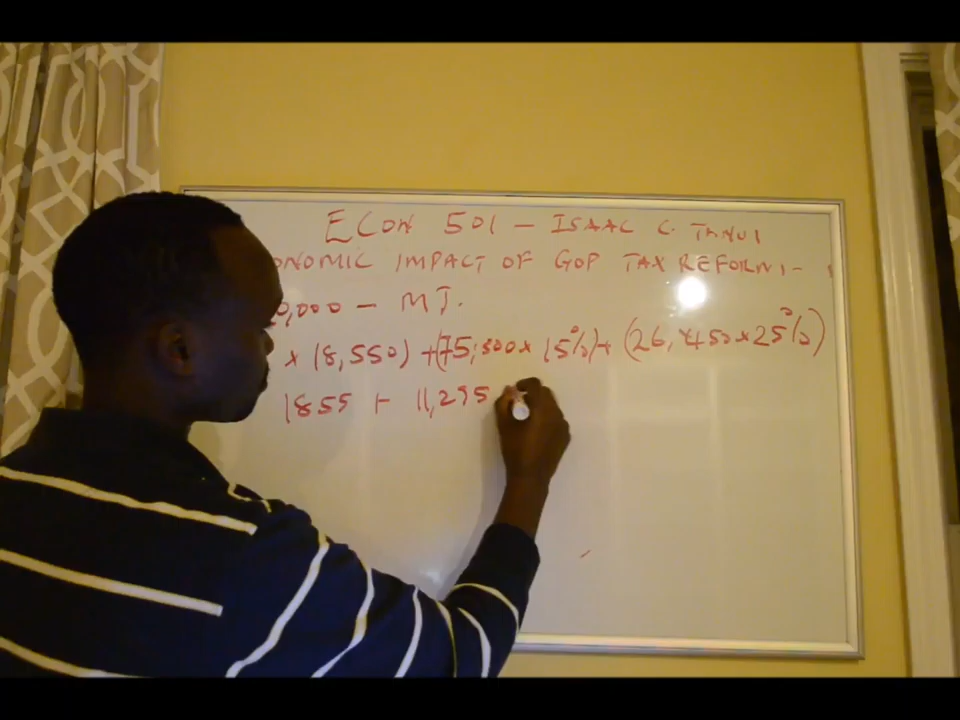 ECON 501 - ISAAC C. TANUI
ONOMIC IMPACT OF GOP TAX REFORM:-
0,000 - MJ.
× 18,550) + (75,300 × 15%) + (26,450 × 25%)
1855 + 11,295